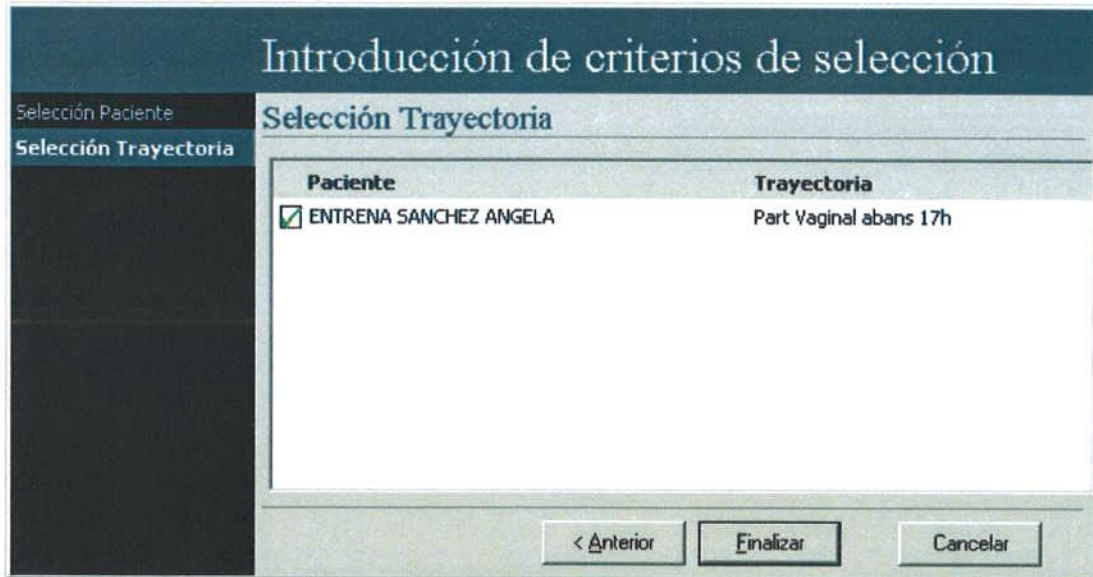 Introducción de criterios de selección
Selección Paciente
Selección Trayectoria
Selección Trayectoria
Paciente Trayectoria
ENTRENA SANCHEZ ANGELA Part Vaginal abans 17h
< Anterior Finalizar Cancelar